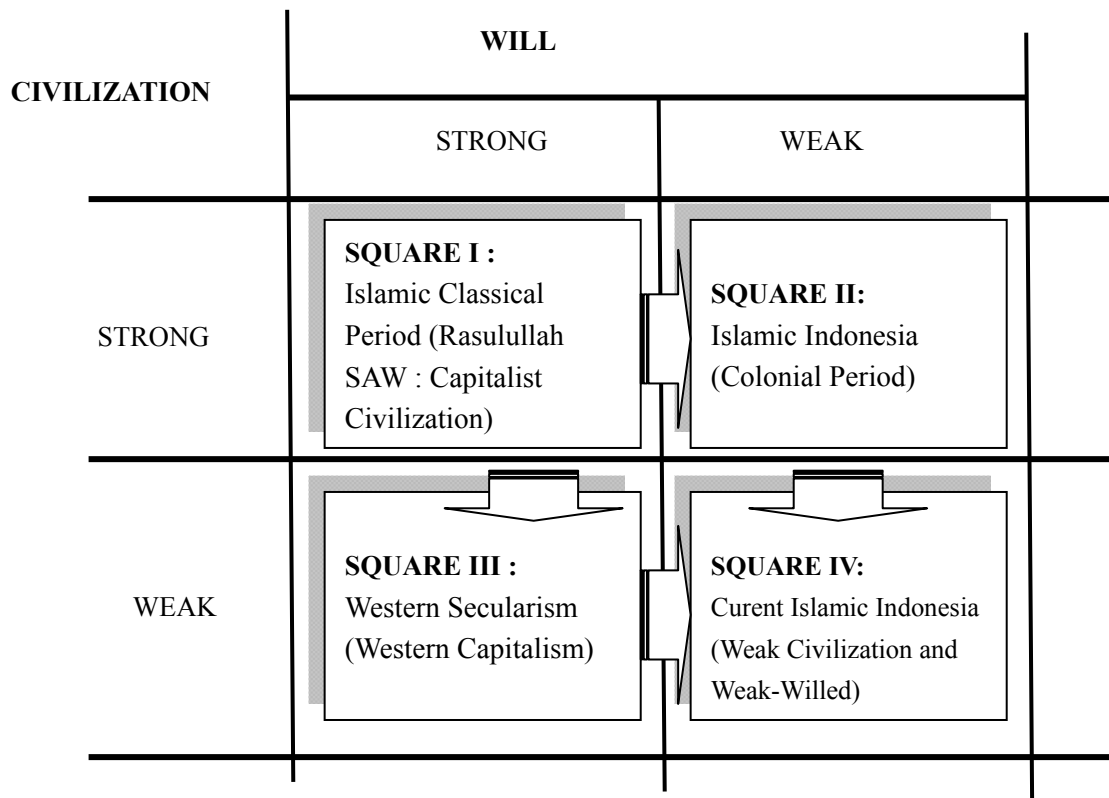 WILL
CIVILIZATION
STRONG
WEAK
STRONG
SQUARE I :
Islamic Classical
Period (Rasulullah
SAW : Capitalist
Civilization)
SQUARE II:
Islamic Indonesia
(Colonial Period)
WEAK
SQUARE III :
Western Secularism
(Western Capitalism)
SQUARE IV:
Curent Islamic Indonesia
(Weak Civilization and
Weak-Willed)